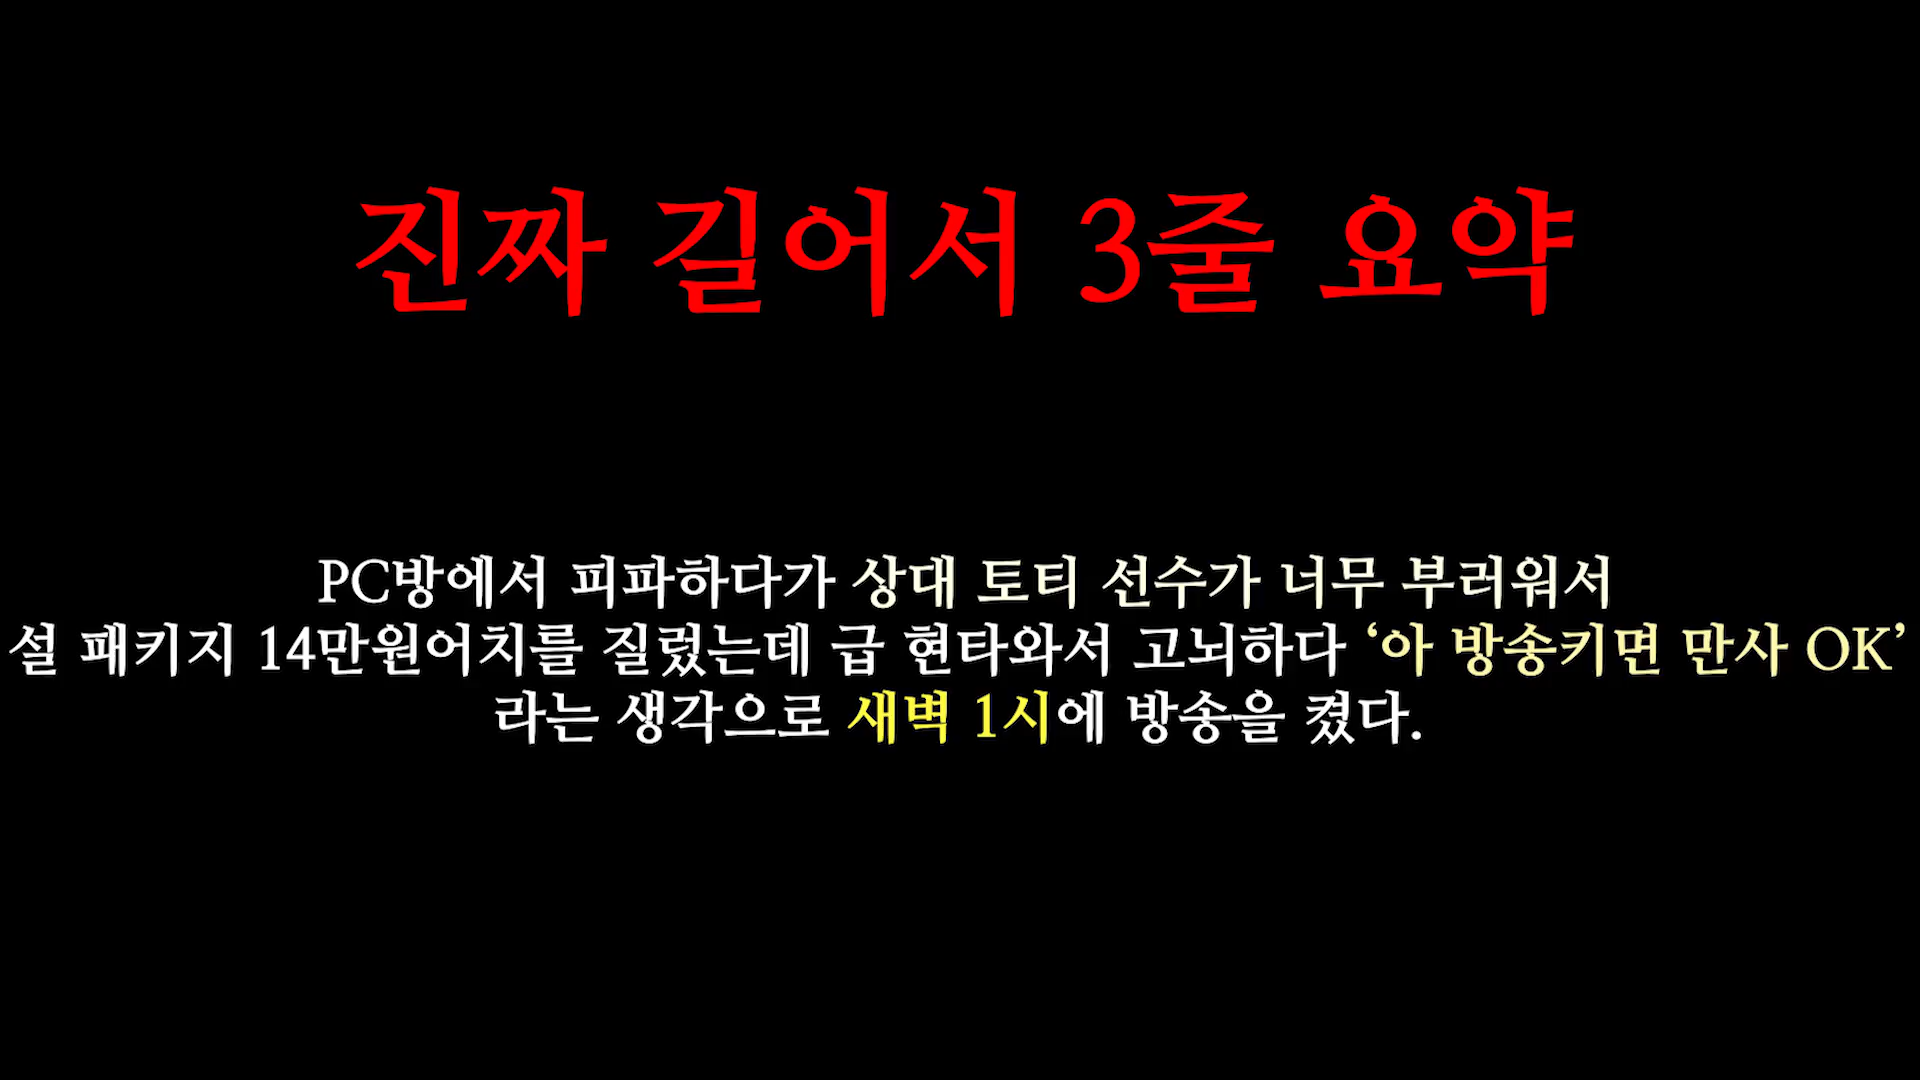 진짜 길어서 3줄 요약
PC방에서 피파하다가 상대 토티 선수가 너무 부러워서
설 패키지 14만원어치를 질렀는데 급 현타와서 고뇌하다 ‘아 방송키면 만사 OK’
라는 생각으로 새벽 1시에 방송을 켰다.